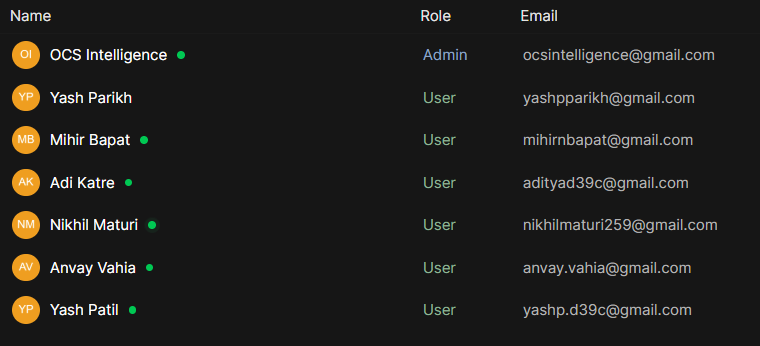 Name Role Email
OI OCS Intelligence Admin ocsintelligence@gmail.com
YP Yash Parikh User yashpparikh@gmail.com
MB Mihir Bapat User mihirnbapat@gmail.com
AK Adi Katre User adityad39c@gmail.com
NM Nikhil Maturi User nikhilmaturi259@gmail.com
AV Anvay Vahia User anvay.vahia@gmail.com
YP Yash Patil User yashp.d39c@gmail.com